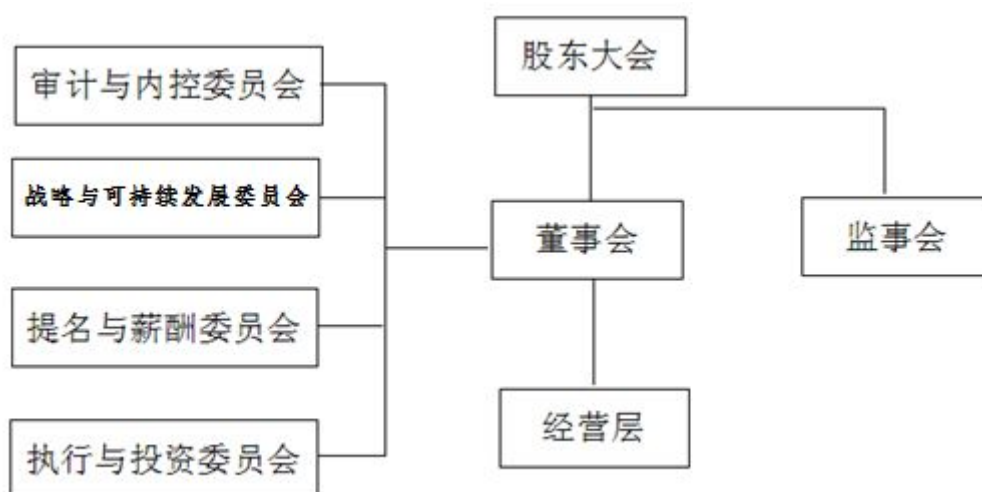 股东大会
审计与内控委员会
战略与可持续发展委员会
董事会
监事会
提名与薪酬委员会
经营层
执行与投资委员会